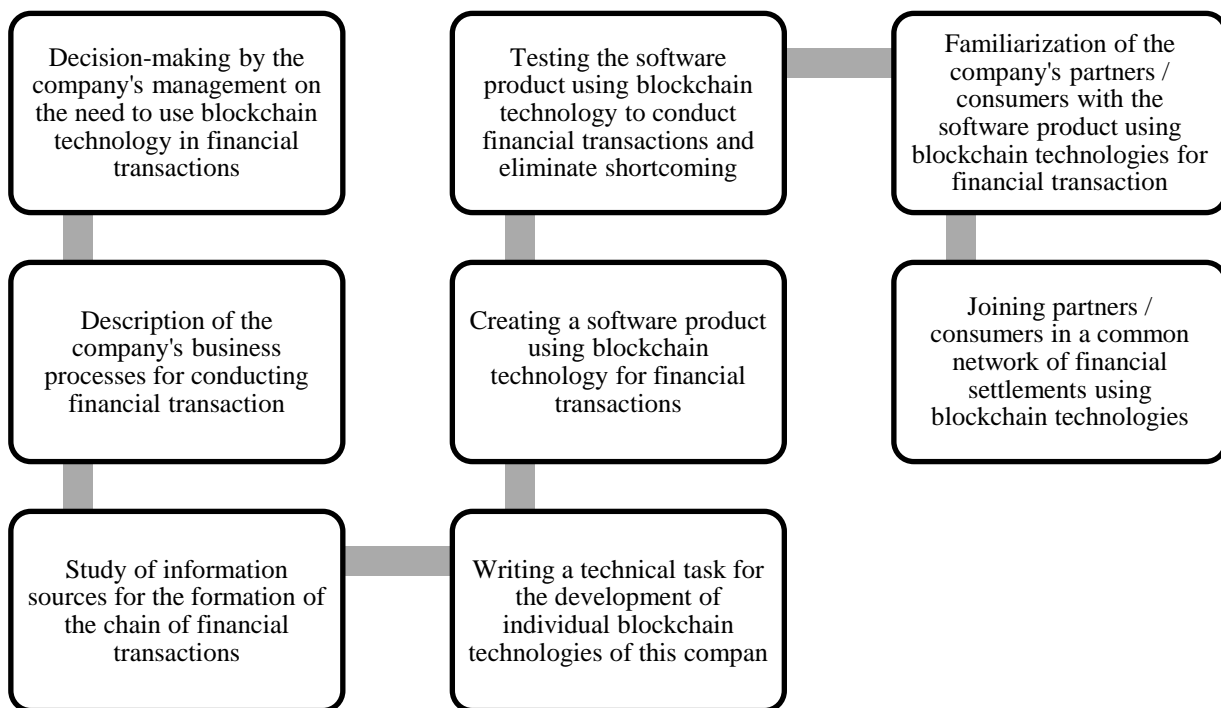 Decision-making by the
company's management on
the need to use blockchain
technology in financial
transactions
Description of the
company's business
processes for conducting
financial transaction
Study of information
sources for the formation of
the chain of financial
transactions
Writing a technical task for
the development of
individual blockchain
technologies of this compan
Creating a software product
using blockchain
technology for financial
transactions
Testing the software
product using blockchain
technology to conduct
financial transactions and
eliminate shortcoming
Familiarization of the
company's partners /
consumers with the
software product using
blockchain technologies for
financial transaction
Joining partners /
consumers in a common
network of financial
settlements using
blockchain technologies